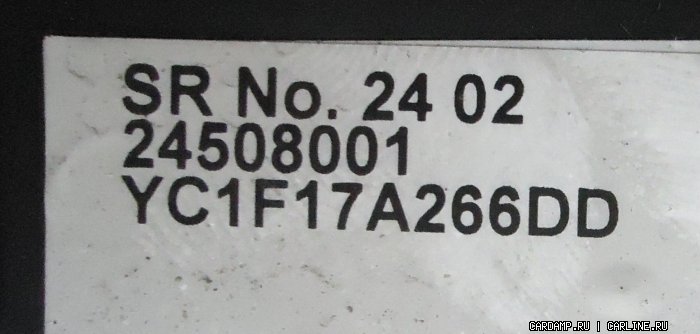 SR No. 24 02
24508001
YC1F17A266DD
CARDAMP.RU | CARLINE.RU